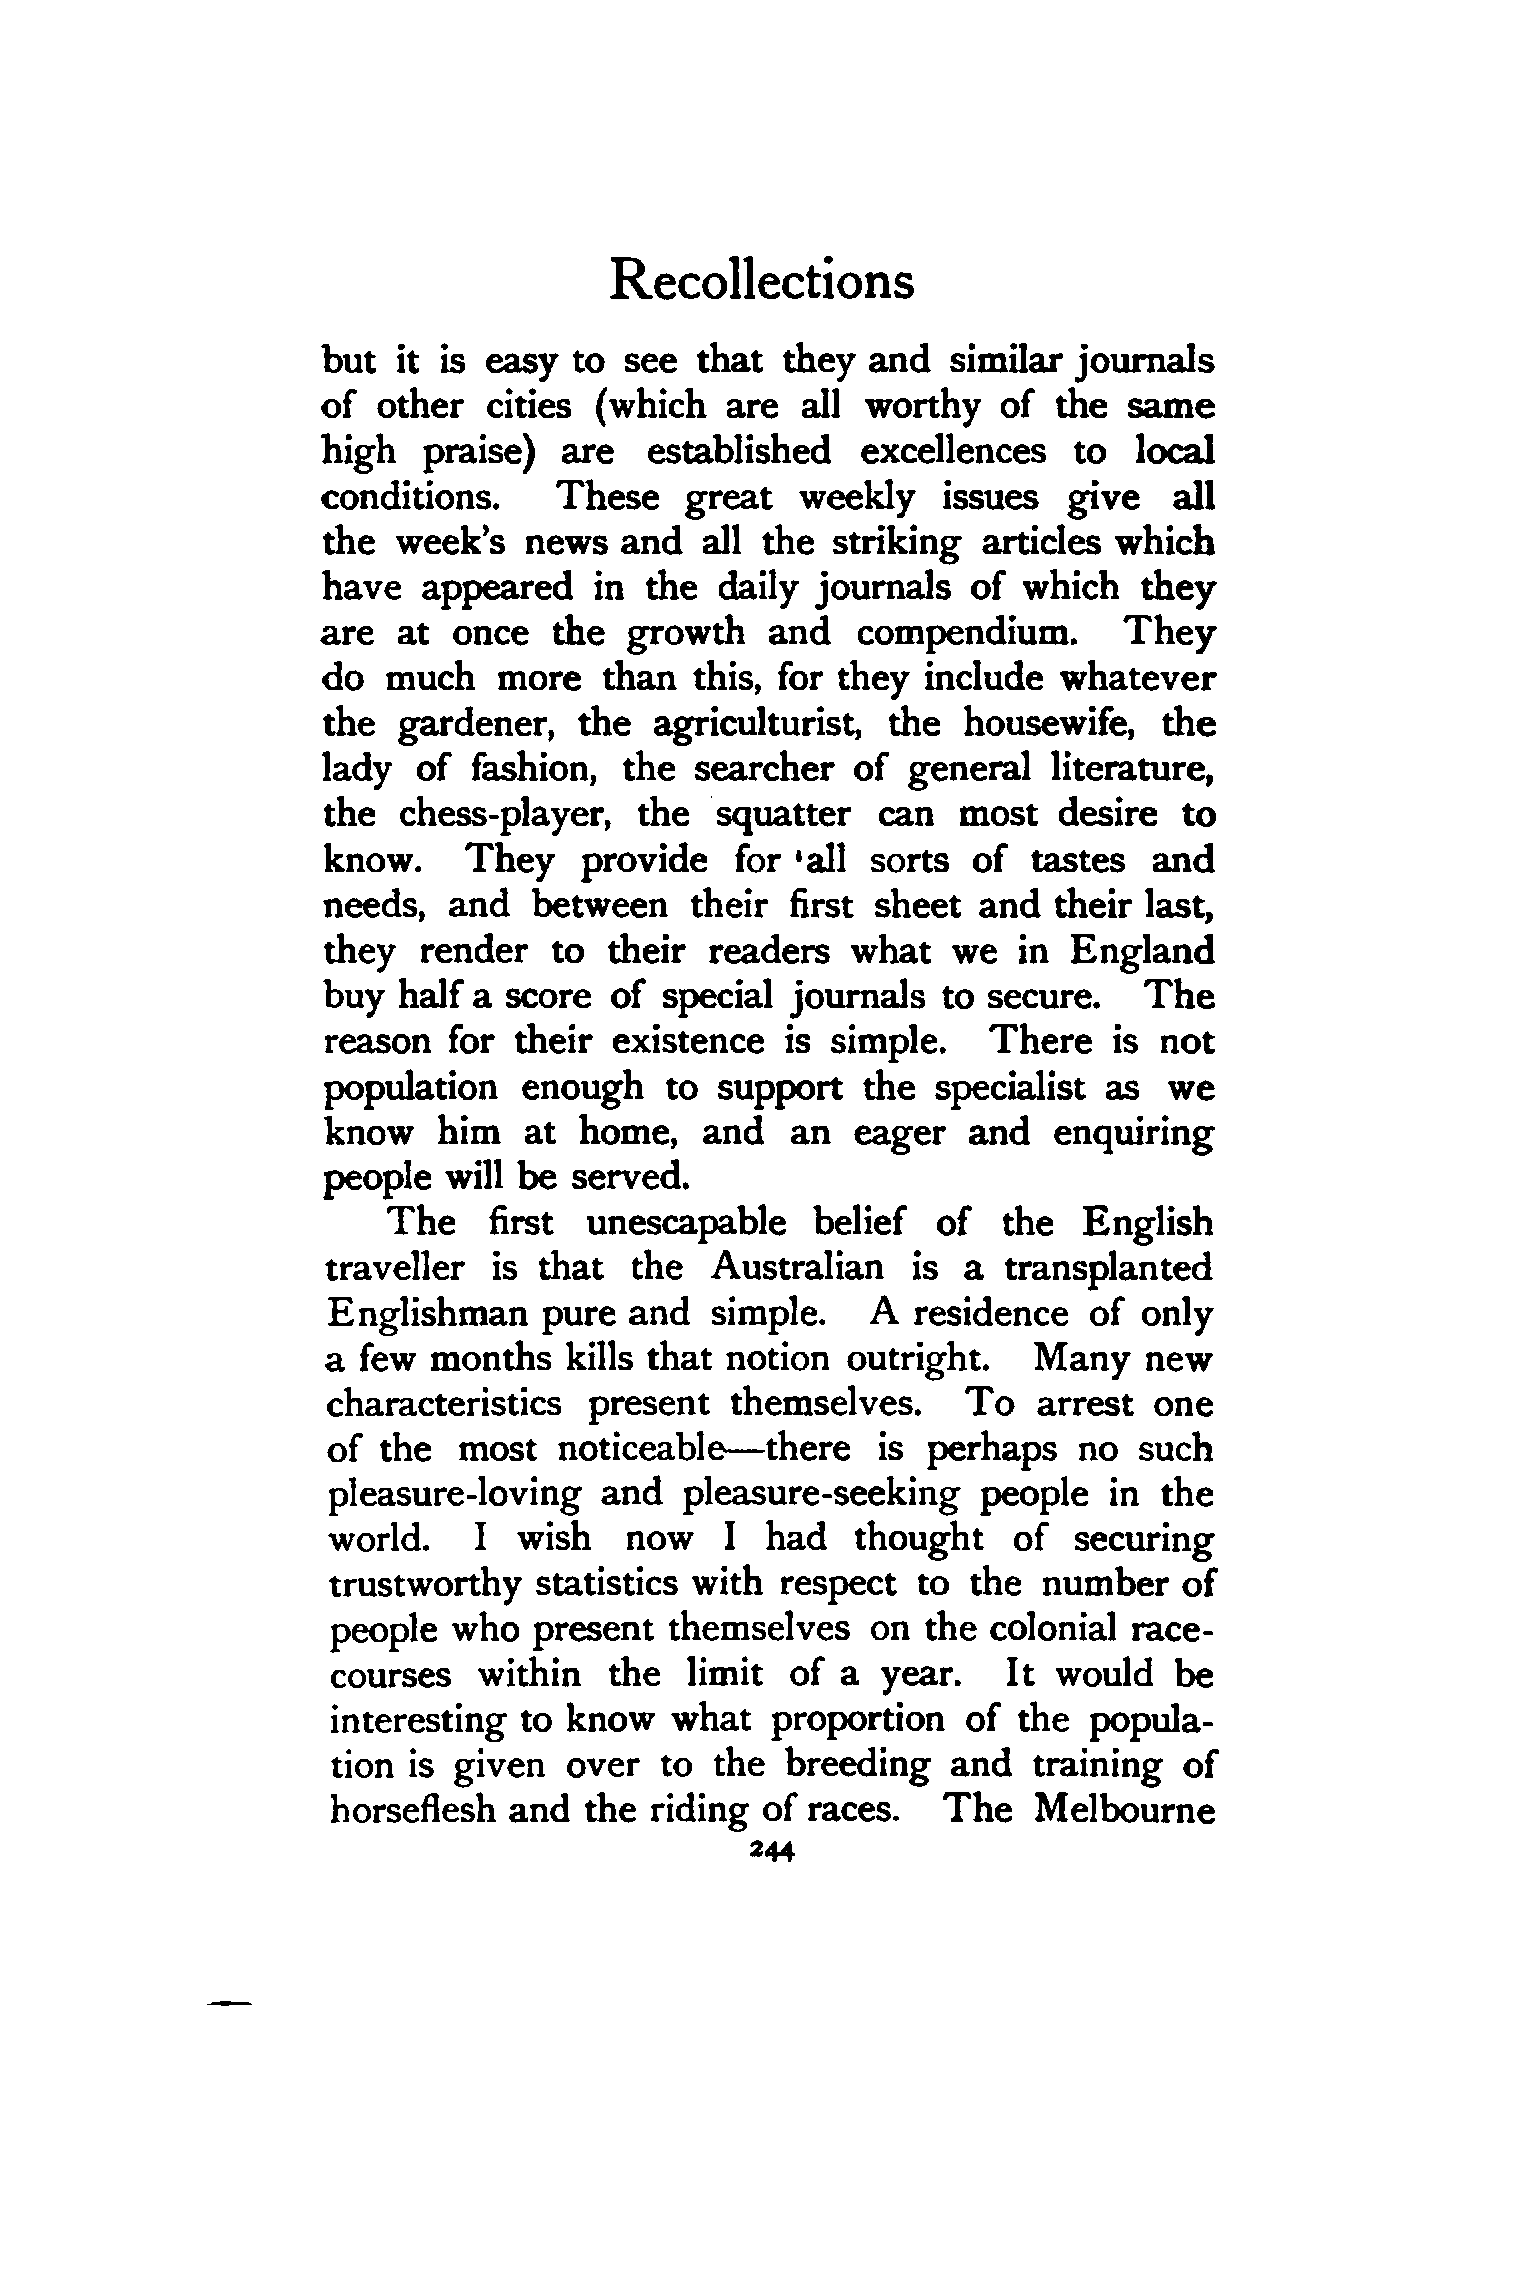 Recollections
but it is easy to see that they and similar journals
of other cities (which are all worthy of the same
high praise) are established excellences to local
conditions. These great weekly issues give all
the week's news and all the striking articles which
have appeared in the daily journals of which they
are at once the growth and compendium. They
do much more than this, for they include whatever
the gardener, the agriculturist, the housewife, the
lady of fashion, the searcher of general literature,
the chess-player, the squatter can most desire to
know. They provide for all sorts of tastes and
needs, and between their first sheet and their last,
they render to their readers what we in England
buy half a score of special journals to secure. The
reason for their existence is simple. There is not
population enough to support the specialist as we
know him at home, and an eager and enquiring
people will be served.
The first unescapable belief of the English
traveller is that the Australian is a transplanted
Englishman pure and simple. A residence of only
a few months kills that notion outright. Many new
characteristics present themselves. To arrest one
of the most noticeable—there is perhaps no such
pleasure-loving and pleasure-seeking people in the
world. I wish now I had thought of securing
trustworthy statistics with respect to the number of
people who present themselves on the colonial race-
courses within the limit of a year. It would be
interesting to know what proportion of the popula-
tion is given over to the breeding and training of
horseflesh and the riding of races. The Melbourne
244